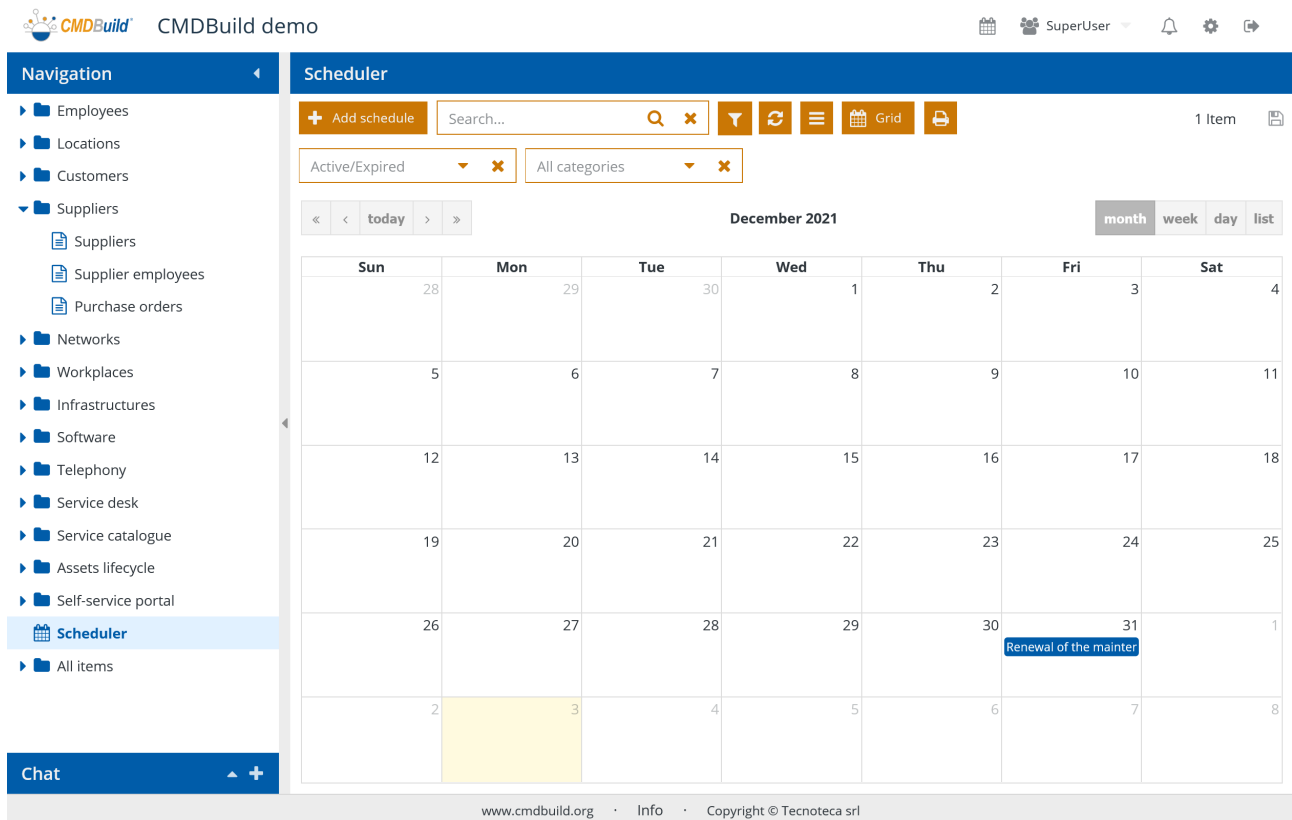 CMDBuild CMDBuild demo SuperUser
Navigation
Employees
Locations
Customers
Suppliers
Suppliers
Supplier employees
Purchase orders
Networks
Workplaces
Infrastructures
Software
Telephony
Service desk
Service catalogue
Assets lifecycle
Self-service portal
Scheduler
All items
Chat
Scheduler
Add schedule Search... Grid 1 Item
Active/Expired All categories
« ‹ today › » December 2021 month week day list
Sun Mon Tue Wed Thu Fri Sat
28 29 30 1 2 3 4
5 6 7 8 9 10 11
12 13 14 15 16 17 18
19 20 21 22 23 24 25
26 27 28 29 30 31 1
Renewal of the mainter
2 3 4 5 6 7 8
www.cmdbuild.org · Info · Copyright © Tecnoteca srl